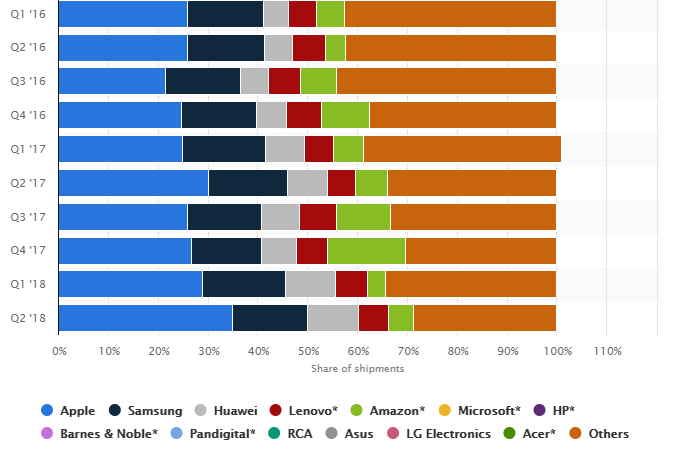 Q1 '16
Q2 '16
Q3 '16
Q4 '16
Q1 '17
Q2 '17
Q3 '17
Q4 '17
Q1 '18
Q2 '18
0% 10% 20% 30% 40% 50% 60% 70% 80% 90% 100% 110%
Share of shipments
Apple Samsung Huawei Lenovo* Amazon* Microsoft* HP*
Barnes & Noble* Pandigital* RCA Asus LG Electronics Acer* Others